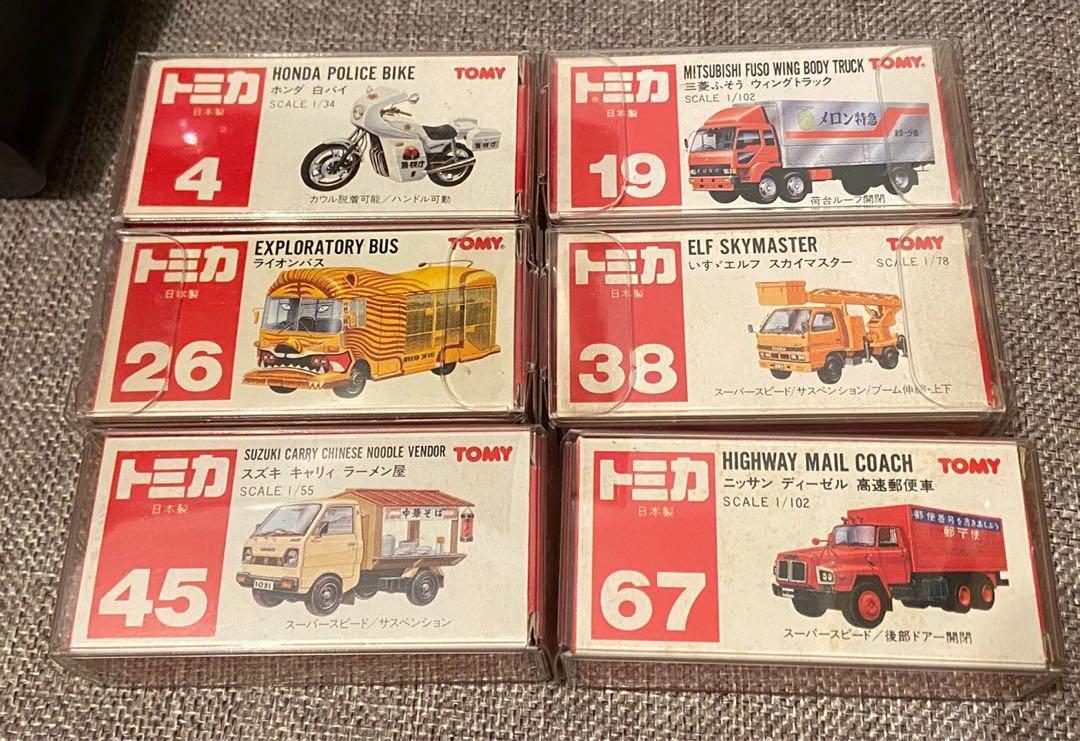 トミカ
日本製
4
HONDA POLICE BIKE
TOMY
ホンダ 白バイ
SCALE 1/34
警視庁
カウル脱着可能/ハンドル可動
トミカ
日本製
19
MITSUBISHI FUSO WING BODY TRUCK
TOMY
三菱ふそう ウィングトラック
SCALE 1/102
メロン特急
FUSO
荷台ルーフ開閉
トミカ
日本製
26
EXPLORATORY BUS
TOMY
ライオンバス
トミカ
日本製
38
ELF SKYMASTER
TOMY
いすゞエルフ スカイマスター
SCALE 1/78
スーパースピード/サスペンション/ブーム伸縮・上下
トミカ
日本製
45
SUZUKI CARRY CHINESE NOODLE VENDOR
TOMY
スズキ キャリィ ラーメン屋
SCALE 1/55
中華そば
1031
スーパースピード/サスペンション
トミカ
日本製
67
HIGHWAY MAIL COACH
TOMY
ニッサン ディーゼル 高速郵便車
SCALE 1/102
郵便番号を書きましょう
郵〒便
スーパースピード/後部ドアー開閉